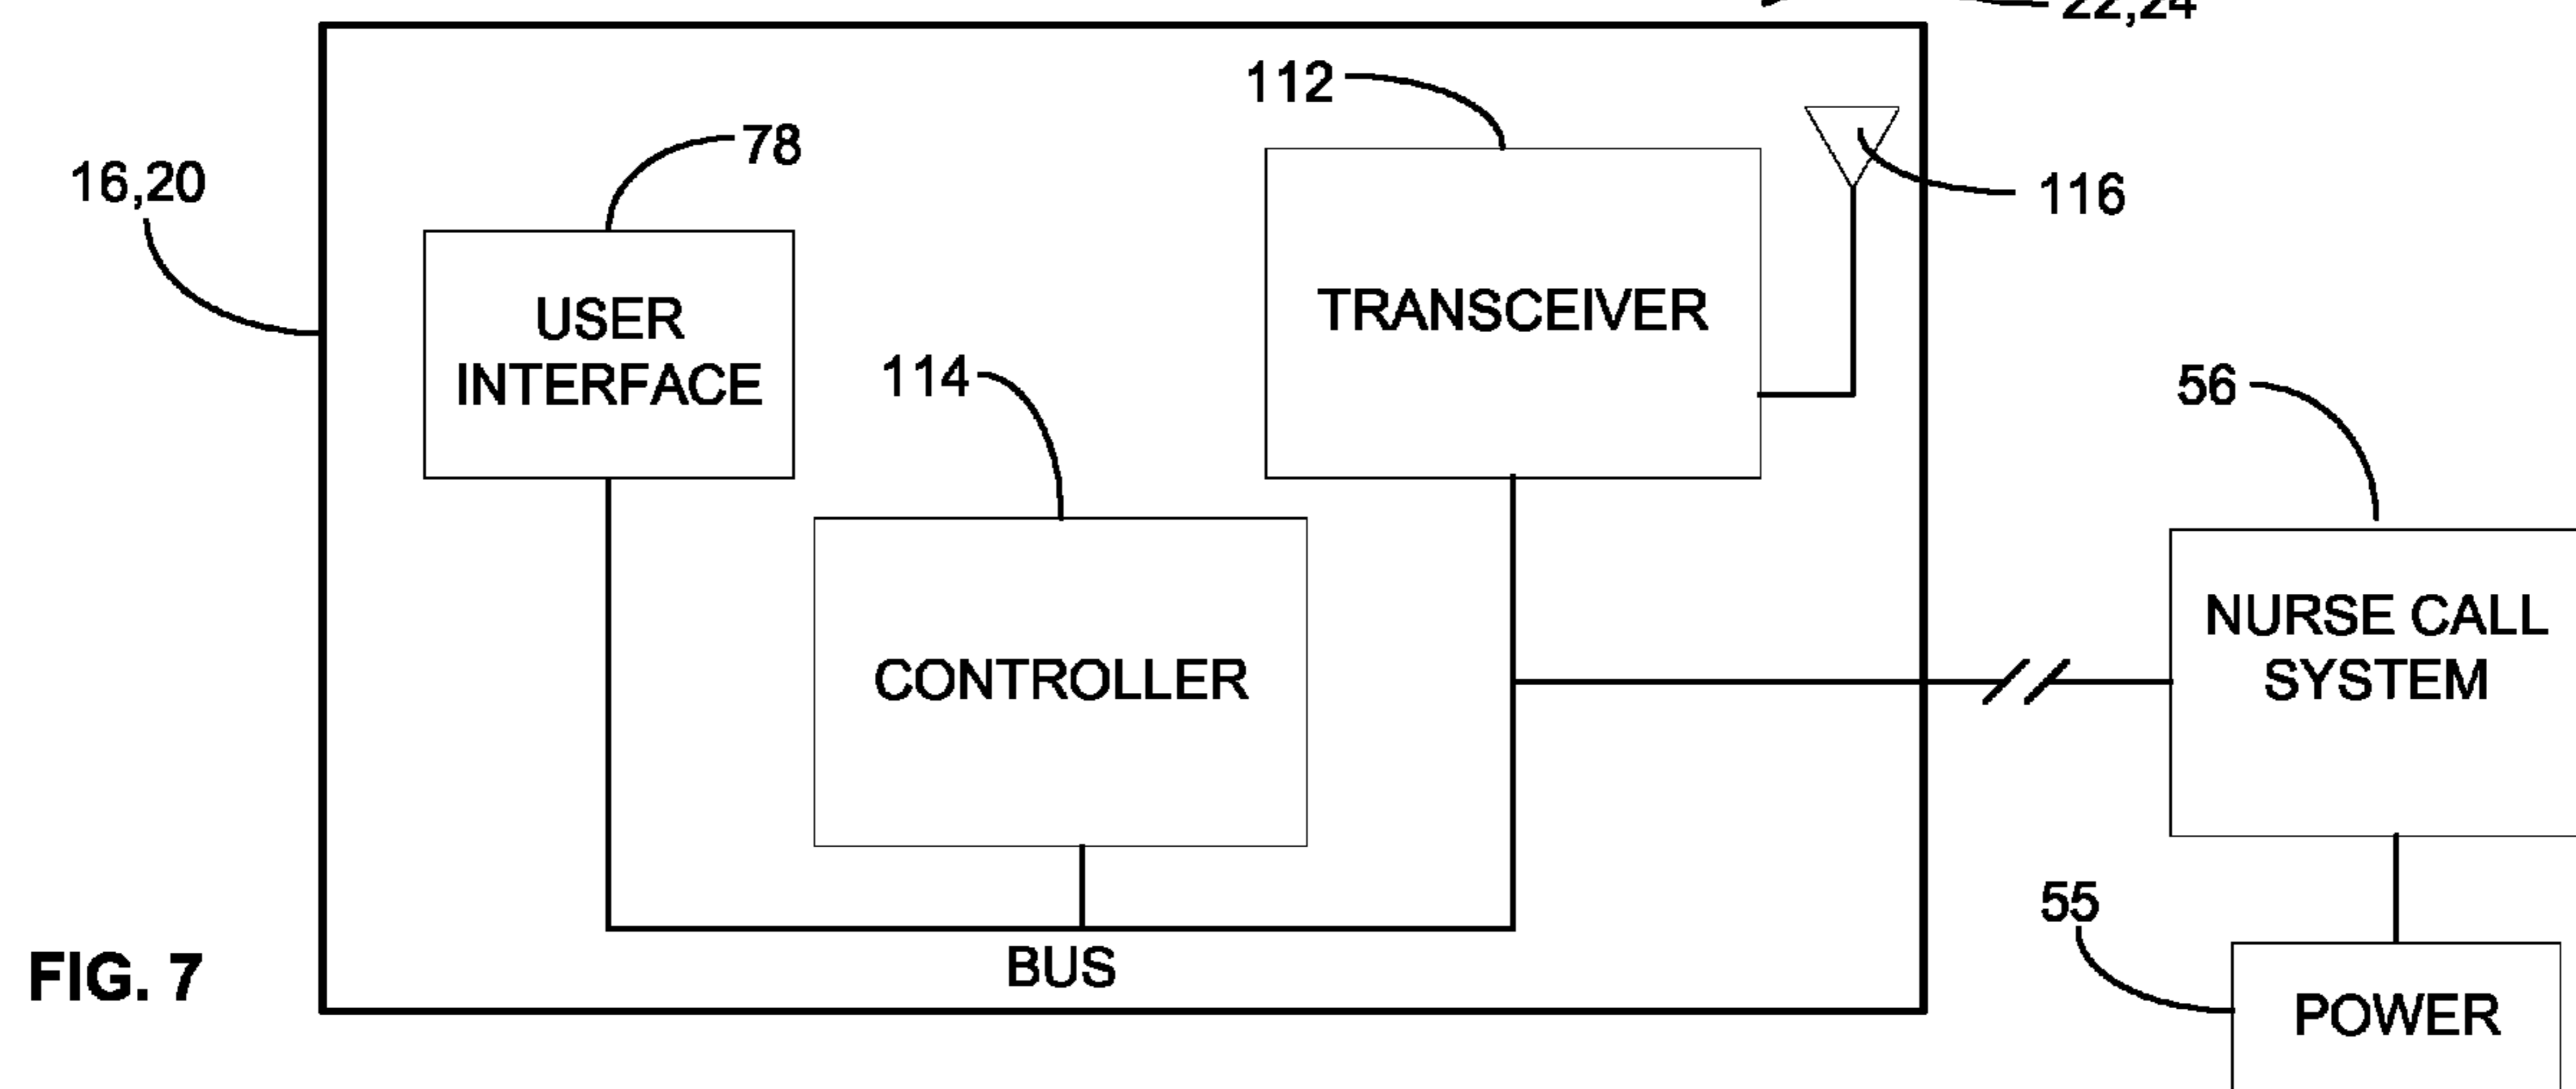 22,24
112
78
16,20
116
USER
INTERFACE
TRANSCEIVER
114
56
NURSE CALL
SYSTEM
CONTROLLER
55
BUS
FIG. 7
POWER